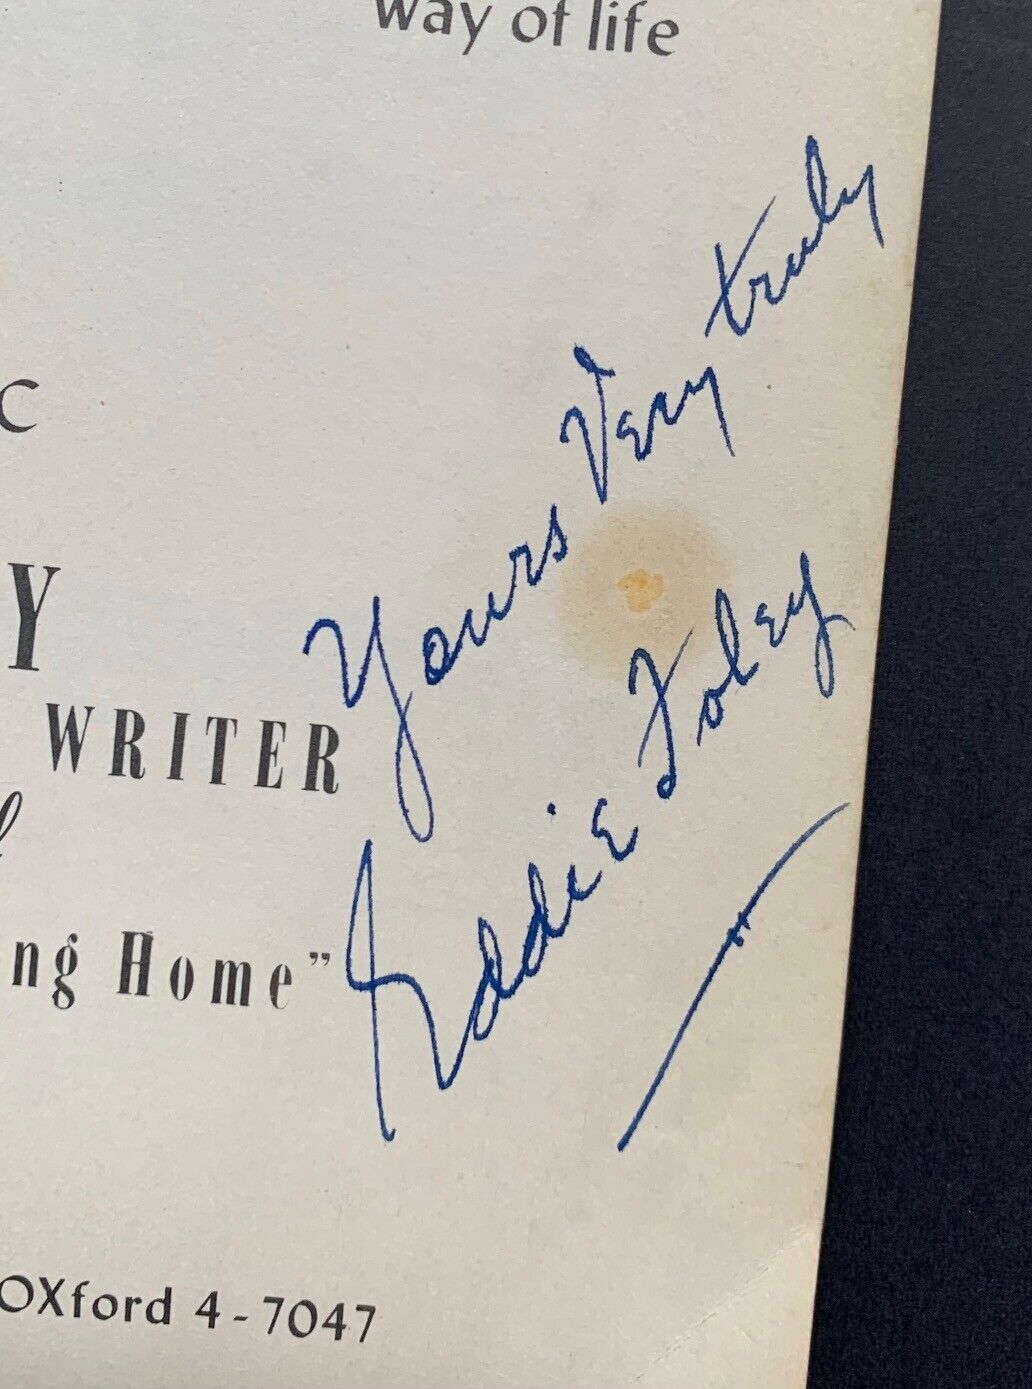 way of life
C
Y
WRITER
ng Home”
OXford 4-7047
Yours Very truly
Eddie Foley